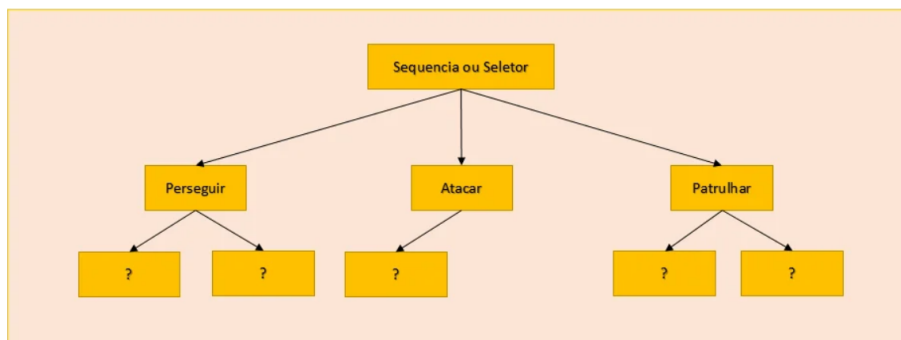 Sequencia ou Seletor
Perseguir
Atacar
Patrulhar
?
?
?
?
?